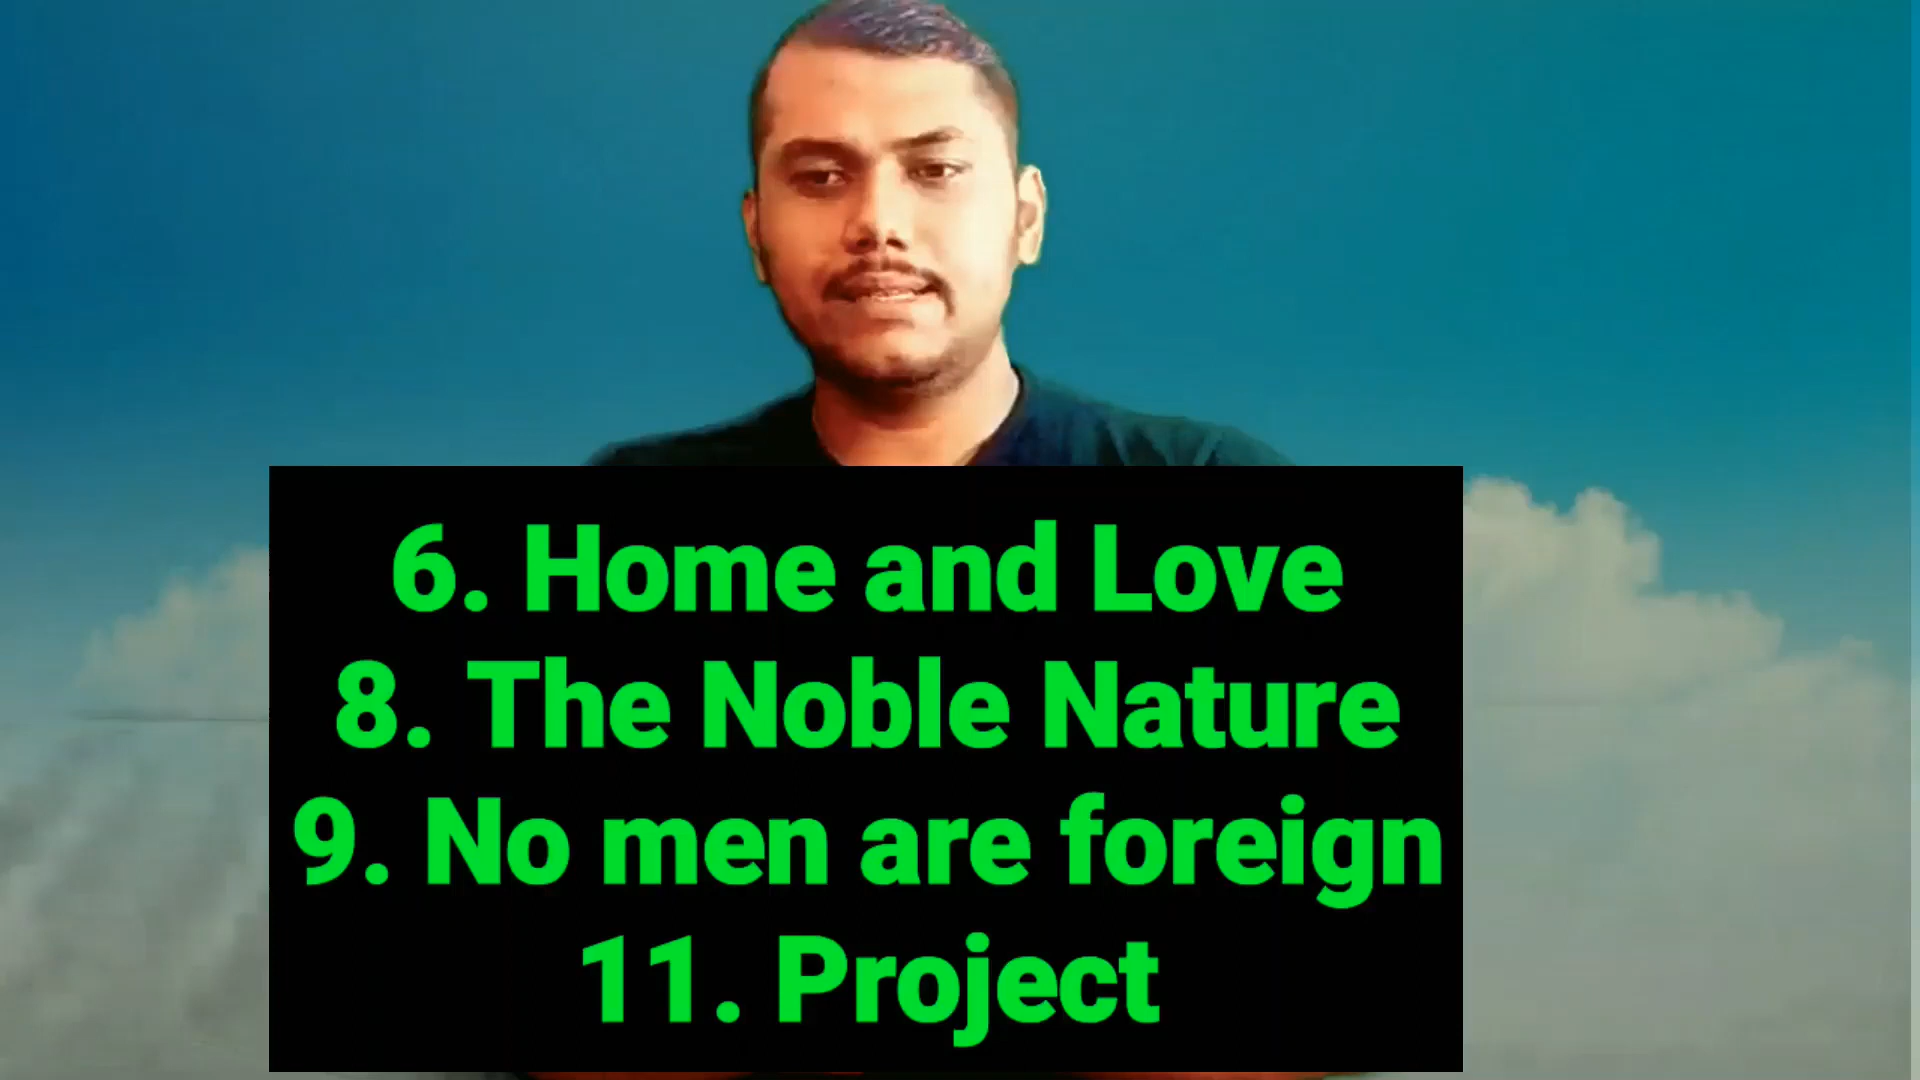 6. Home and Love
8. The Noble Nature
9. No men are foreign
11. Project